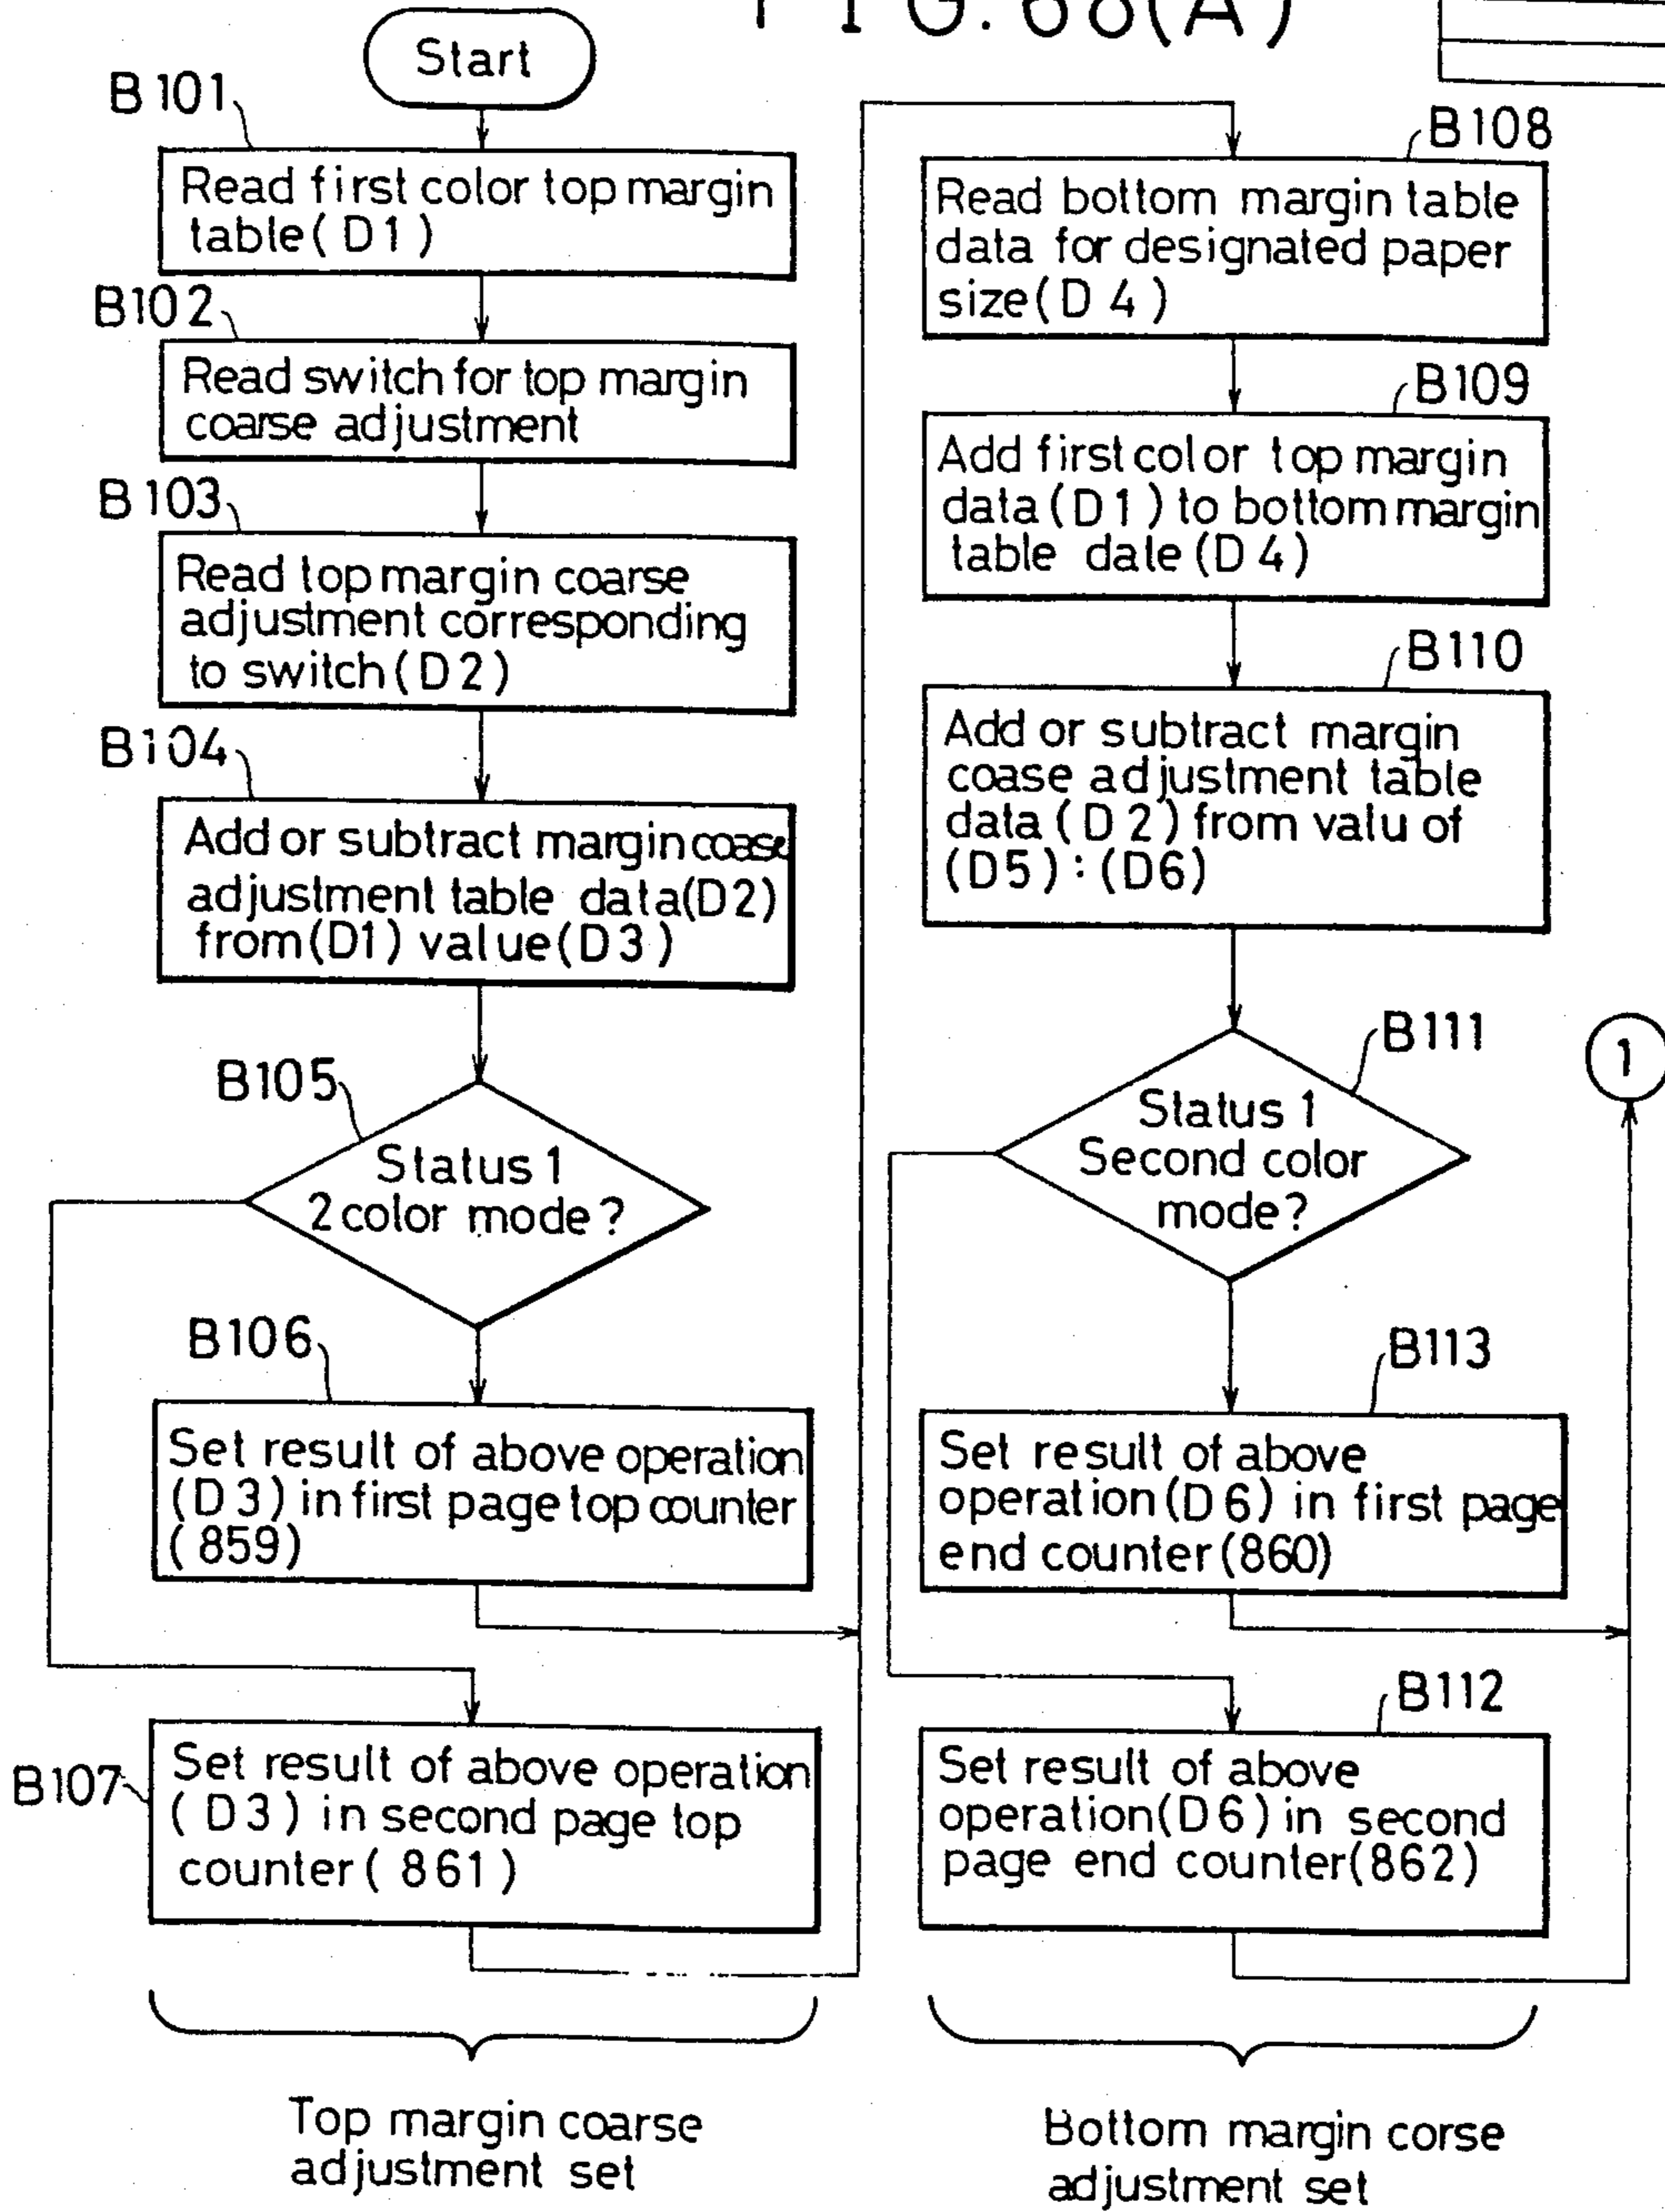 FIG. 68(A)
Start
B101
Read first color top margin
table(D1)
B102
Read switch for top margin
coarse adjustment
B103
Read top margin coarse
adjustment corresponding
to switch(D2)
B104
Add or subtract margin coase
adjustment table data(D2)
from(D1) value(D3)
B105
Status 1
2 color mode?
B106
Set result of above operation
(D3) in first page top counter
(859)
B107
Set result of above operation
(D3) in second page top
counter(861)
Top margin coarse
adjustment set
B108
Read bottom margin table
data for designated paper
size(D4)
B109
Add first color top margin
data(D1) to bottom margin
table date(D4)
B110
Add or subtract margin
coase adjustment table
data(D2) from valu of
(D5):(D6)
B111
Status 1
Second color
mode?
1
B113
Set result of above
operation(D6) in first page
end counter(860)
B112
Set result of above
operation(D6) in second
page end counter(862)
Bottom margin corse
adjustment set